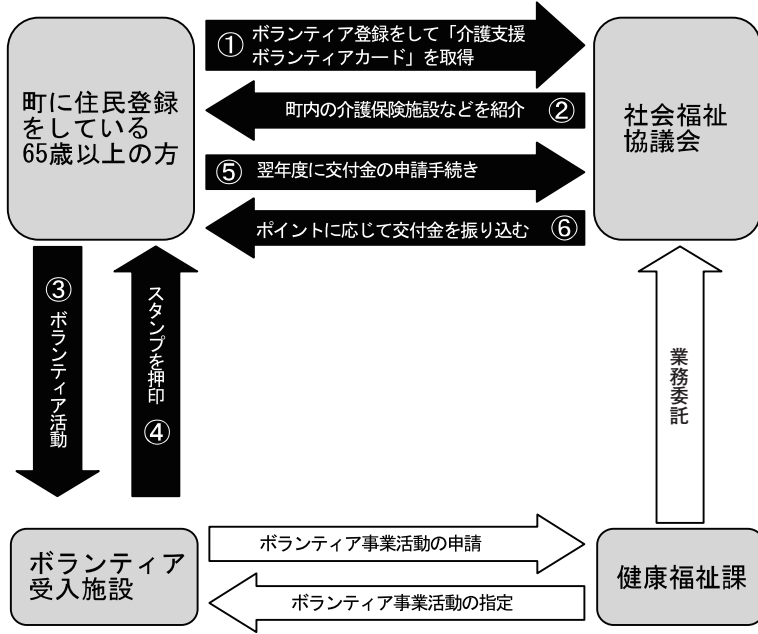 町に住民登録
をしている
65歳以上の方
① ボランティア登録をして「介護支援
ボランティアカード」を取得
町内の介護保険施設などを紹介 ②
⑤ 翌年度に交付金の申請手続き
ポイントに応じて交付金を振り込む ⑥
社会福祉
協議会
③ボランティア活動
スタンプを押印 ④
業務委託
ボランティア
受入施設
ボランティア事業活動の申請
ボランティア事業活動の指定
健康福祉課